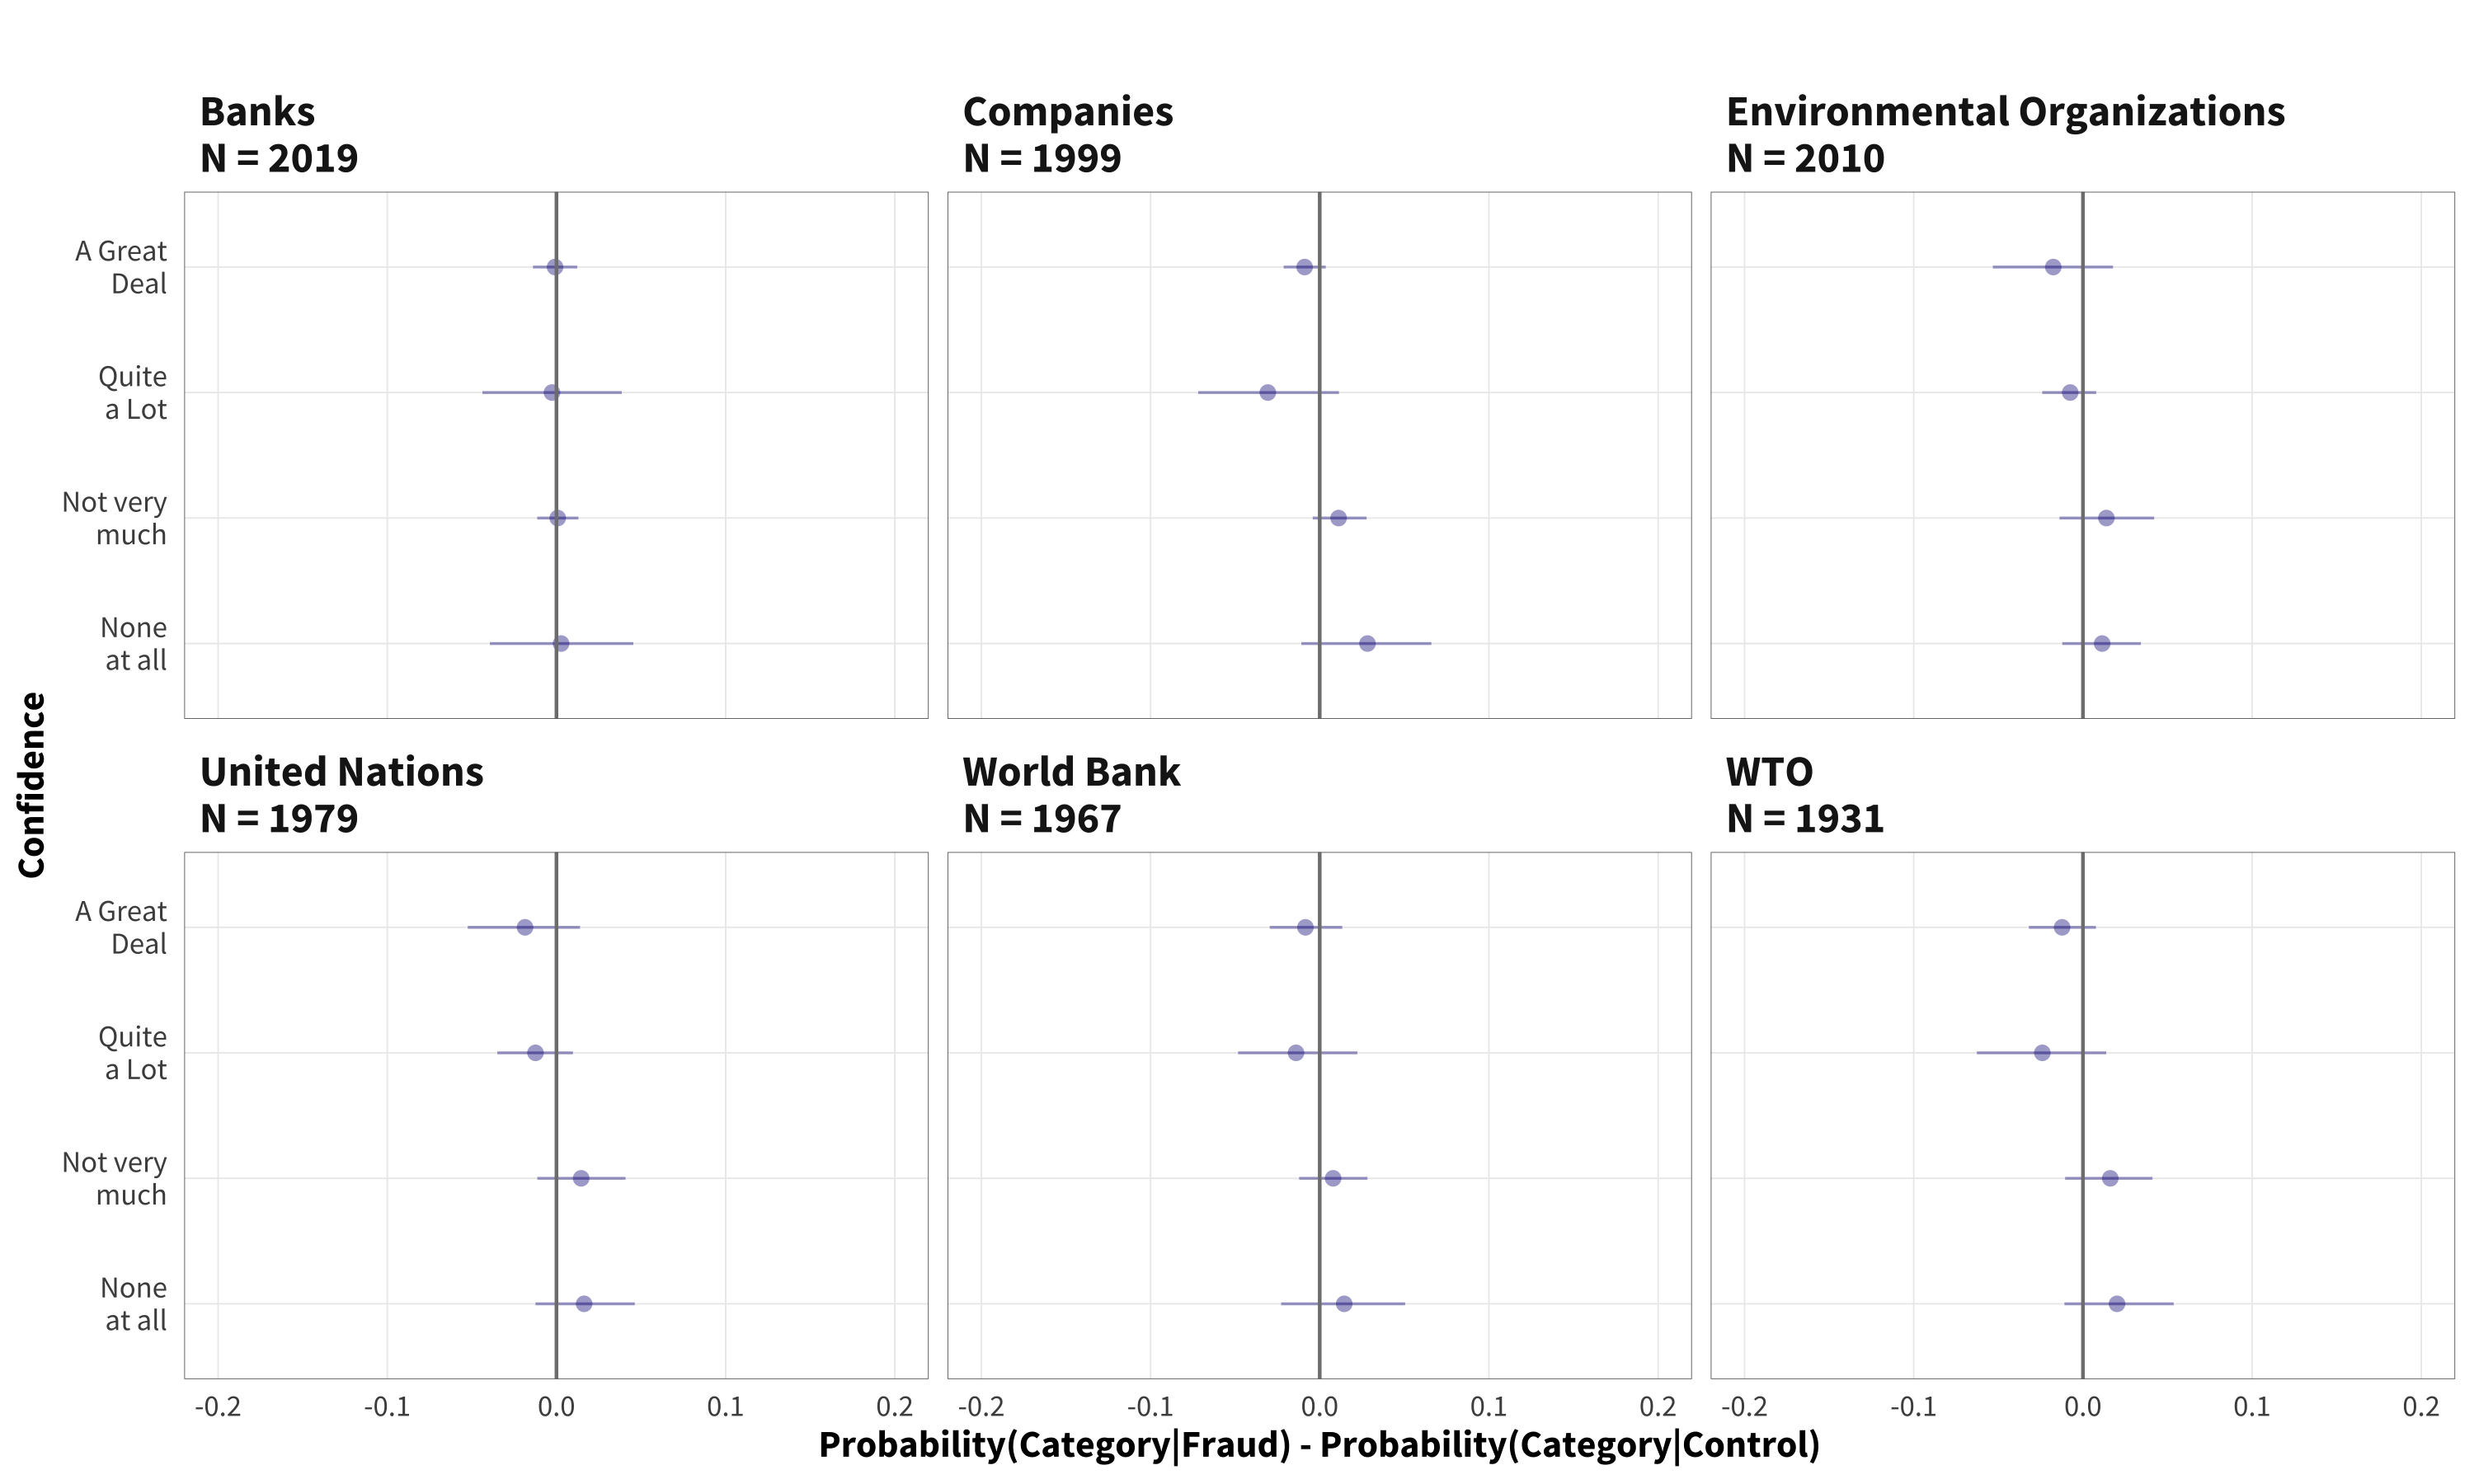 Banks
N = 2019
Companies
N = 1999
Environmental Organizations
N = 2010
A Great
Deal
Quite
a Lot
Not very
much
None
at all
Confidence
United Nations
N = 1979
World Bank
N = 1967
WTO
N = 1931
A Great
Deal
Quite
a Lot
Not very
much
None
at all
-0.2 -0.1 0.0 0.1 0.2 -0.2 -0.1 0.0 0.1 0.2 -0.2 -0.1 0.0 0.1 0.2
Probability(Category|Fraud) - Probability(Category|Control)